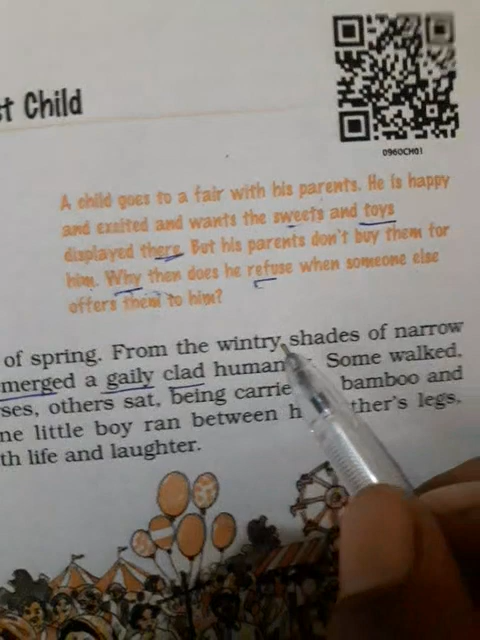 t Child
0960CH01
A child goes to a fair with his parents. He is happy
and excited and wants the sweets and toys
displayed there. But his parents don't buy them for
him. Why then does he refuse when someone else
offers them to him?
of spring. From the wintry shades of narrow
merged a gaily clad human Some walked,
ses, others sat, being carrie bamboo and
ne little boy ran between h ther's legs,
th life and laughter.